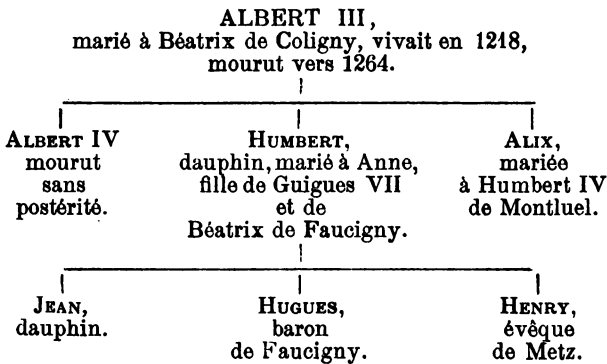 ALBERT III,
marié à Béatrix de Coligny, vivait en 1218,
mourut vers 1264.
ALBERT IV
mourut
sans
postérité.
HUMBERT,
dauphin, marié à Anne,
fille de Guigues VII
et de
Béatrix de Faucigny.
ALIX,
mariée
à Humbert IV
de Montluel.
JEAN,
dauphin.
HUGUES,
baron
de Faucigny.
HENRY,
évêque
de Metz.